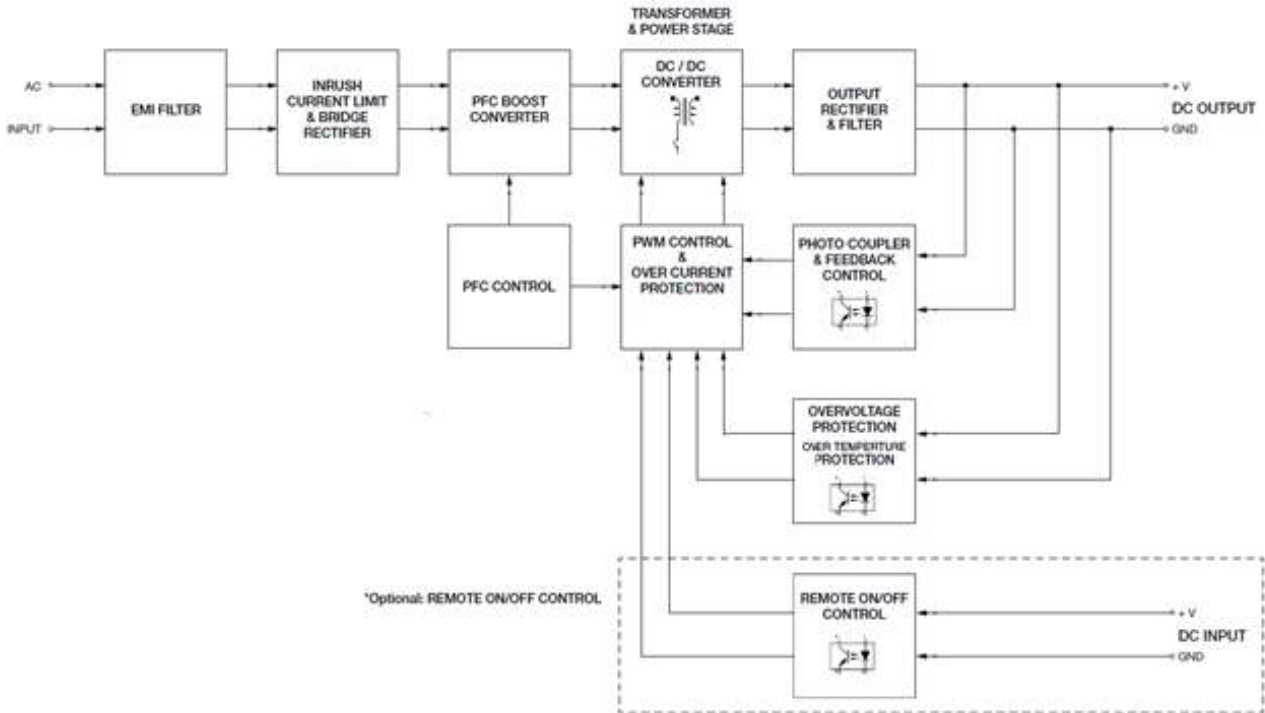 TRANSFORMER
& POWER STAGE
AC
INPUT
EMI FILTER
INRUSH
CURRENT LIMIT
& BRIDGE
RECTIFIER
PFC BOOST
CONVERTER
DC / DC
CONVERTER
OUTPUT
RECTIFIER
& FILTER
+ V
DC OUTPUT
GND
PFC CONTROL
PWM CONTROL
&
OVER CURRENT
PROTECTION
PHOTO COUPLER
& FEEDBACK
CONTROL
OVERVOLTAGE
PROTECTION
OVER TEMPERTURE
PROTECTION
*Optional: REMOTE ON/OFF CONTROL
REMOTE ON/OFF
CONTROL
+ V
DC INPUT
GND